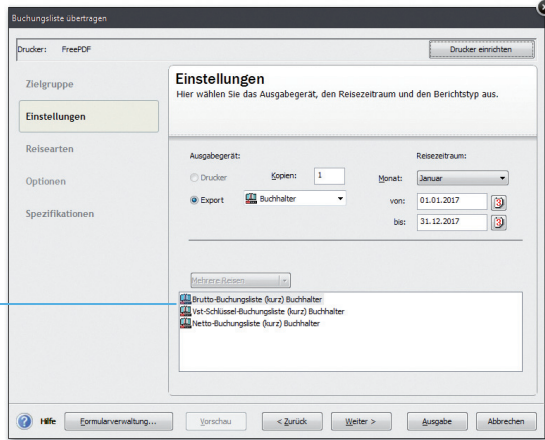 Buchungsliste übertragen
Drucker: FreePDF
Drucker einrichten
Zielgruppe
Einstellungen
Reisearten
Optionen
Spezifikationen
Einstellungen
Hier wählen Sie das Ausgabegerät, den Reisezeitraum und den Berichtstyp aus.
Ausgabegerät:
Reisezeitraum:
Drucker
Kopien: 1
Monat: Januar
Export
Buchhalter
von: 01.01.2017
bis: 31.12.2017
Mehrere Reisen
Brutto-Buchungsliste (kurz) Buchhalter
Vst-Schlüssel-Buchungsliste (kurz) Buchhalter
Netto-Buchungsliste (kurz) Buchhalter
Hilfe
Formularverwaltung...
Vorschau
< Zurück
Weiter >
Ausgabe
Abbrechen